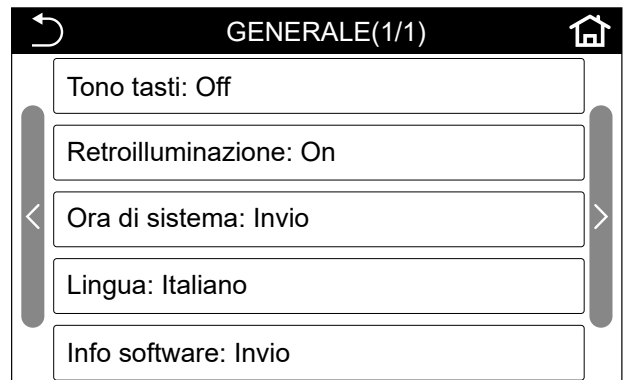 GENERALE(1/1)
Tono tasti: Off
Retroilluminazione: On
Ora di sistema: Invio
Lingua: Italiano
Info software: Invio